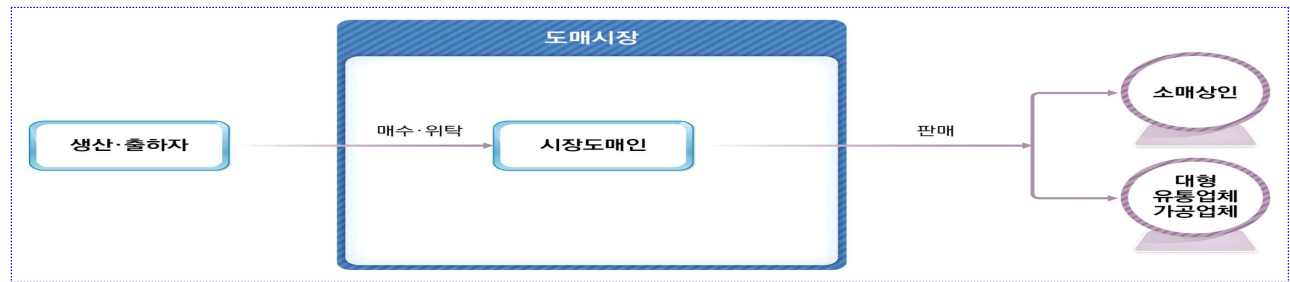 도매시장
생산·출하자
매수·위탁
시장도매인
판매
소매상인
대형
유통업체
가공업체